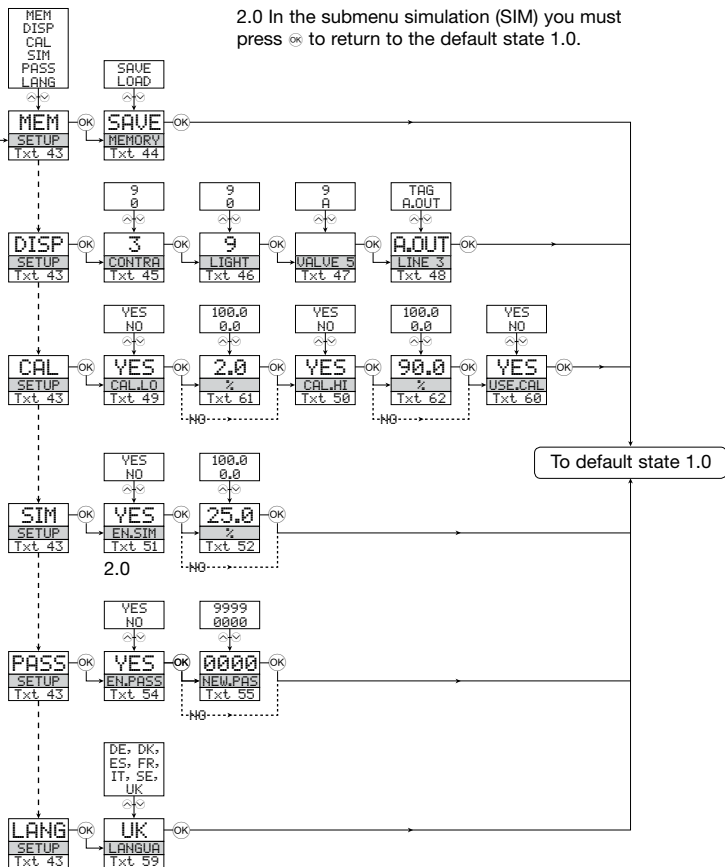 2.0 In the submenu simulation (SIM) you must
press OK to return to the default state 1.0.
MEM
DISP
CAL
SIM
PASS
LANG
SAVE
LOAD
MEM OK SAVE OK
SETUP MEMORY
Txt 43 Txt 44
9 9 9 TAG
0 0 A A.OUT
DISP OK 3 OK 9 OK OK A.OUT OK
SETUP CONTRA LIGHT VALVE 5 LINE 3
Txt 43 Txt 45 Txt 46 Txt 47 Txt 48
YES 100.0 YES 100.0 YES
NO 0.0 NO 0.0 NO
CAL OK YES OK 2.0 OK YES OK 90.0 OK YES OK
SETUP CAL.LO % CAL.HI % USE.CAL
Txt 43 Txt 49 Txt 61 Txt 50 Txt 62 Txt 60
NO NO
To default state 1.0
YES 100.0
NO 0.0
SIM OK YES OK 25.0 OK
SETUP EN.SIM %
Txt 43 Txt 51 Txt 52
2.0 NO
YES 9999
NO 0000
PASS OK YES OK 0000 OK
SETUP EN.PASS NEW.PAS
Txt 43 Txt 54 Txt 55
NO
DE, DK,
ES, FR,
IT, SE,
UK
LANG OK UK OK
SETUP LANGUA
Txt 43 Txt 59